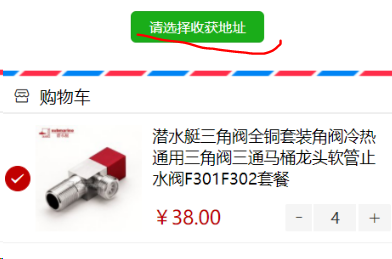 请选择收获地址
购物车
潜水艇三角阀全铜套装角阀冷热
通用三角阀三通马桶龙头软管止
水阀F301F302套餐
￥38.00
- 4 +